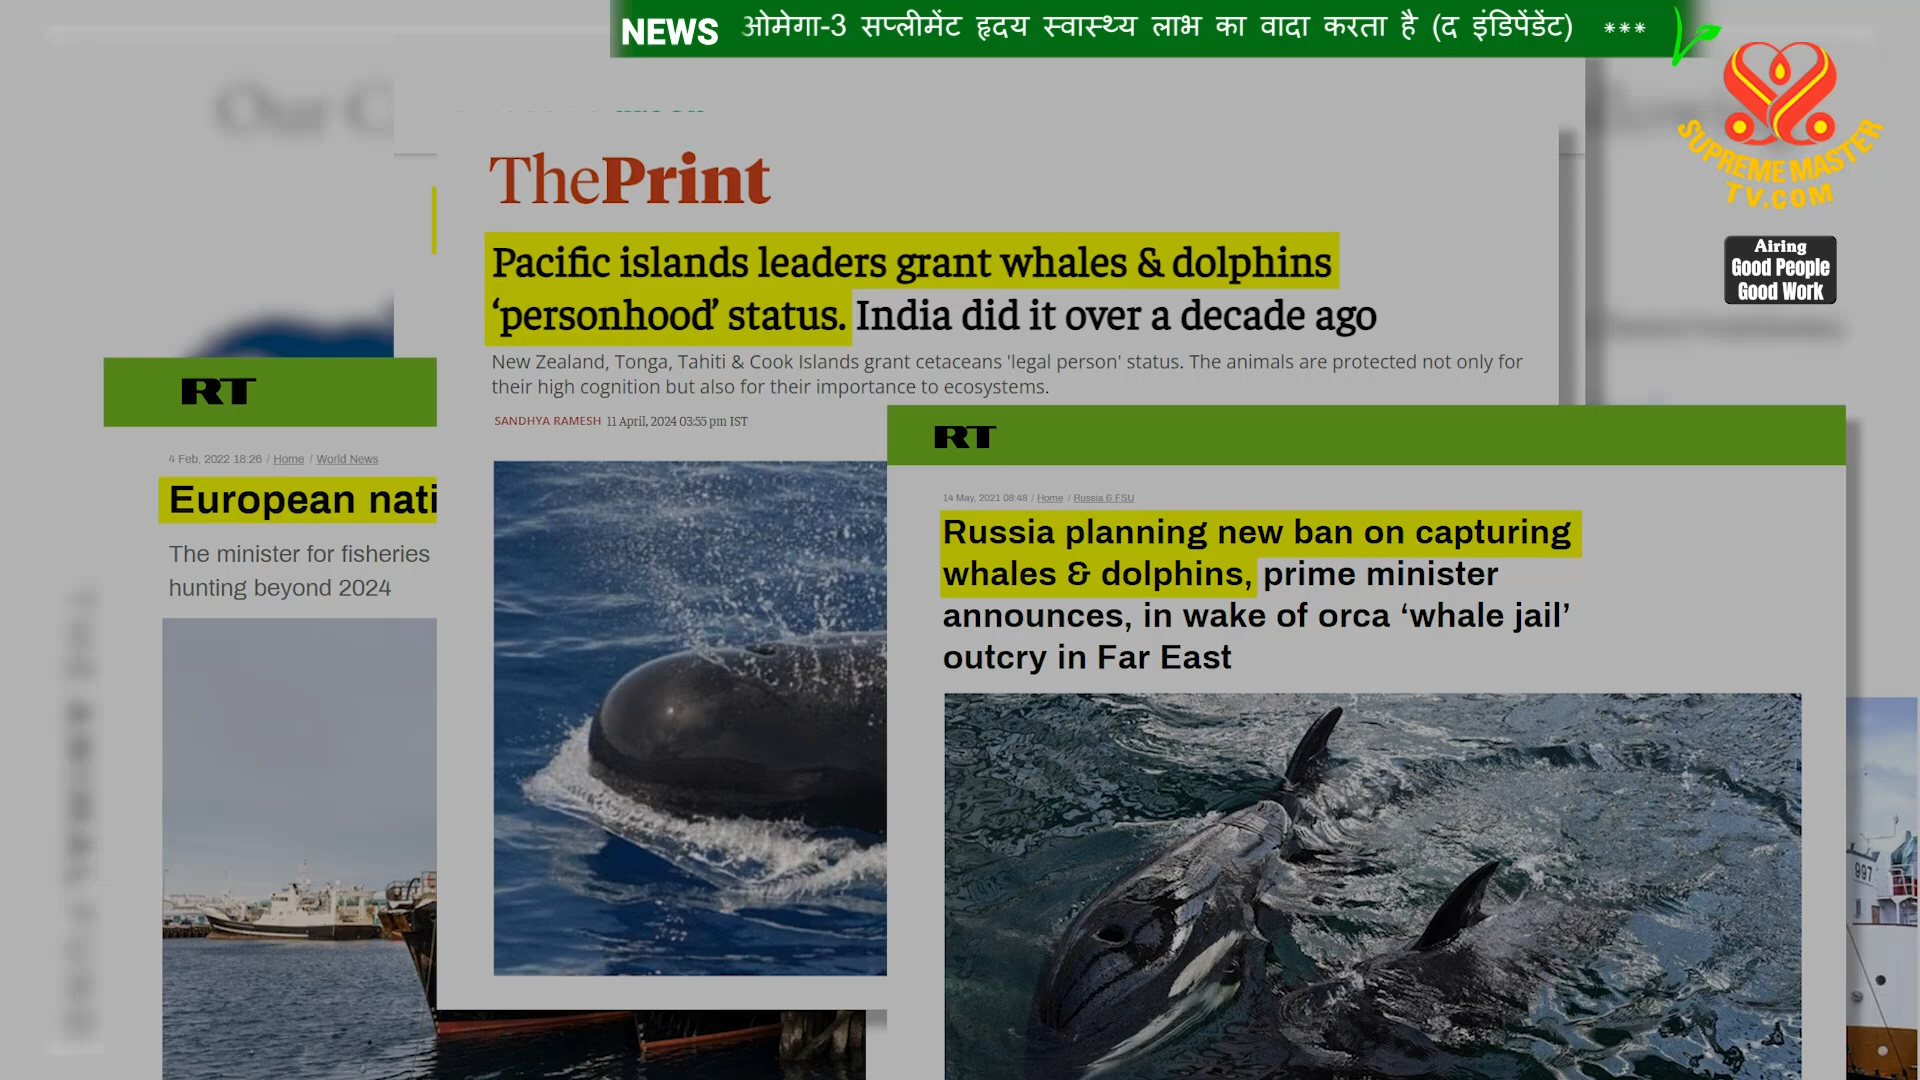 NEWS ओमेगा-3 सप्लीमेंट हृदय स्वास्थ्य लाभ का वादा करता है (द इंडिपेंडेंट) ***
SUPREME MASTER
TV.COM
Airing
Good People
Good Work
Our C
ThePrint
Pacific islands leaders grant whales & dolphins
‘personhood’ status. India did it over a decade ago
New Zealand, Tonga, Tahiti & Cook Islands grant cetaceans 'legal person' status. The animals are protected not only for
their high cognition but also for their importance to ecosystems.
SANDHYA RAMESH 11 April, 2024 03:55 pm IST
RT
4 Feb, 2022 18:26 / Home / World News
European nati
The minister for fisheries
hunting beyond 2024
RT
14 May, 2021 08:48 / Home / Russia & FSU
Russia planning new ban on capturing
whales & dolphins, prime minister
announces, in wake of orca ‘whale jail’
outcry in Far East
997